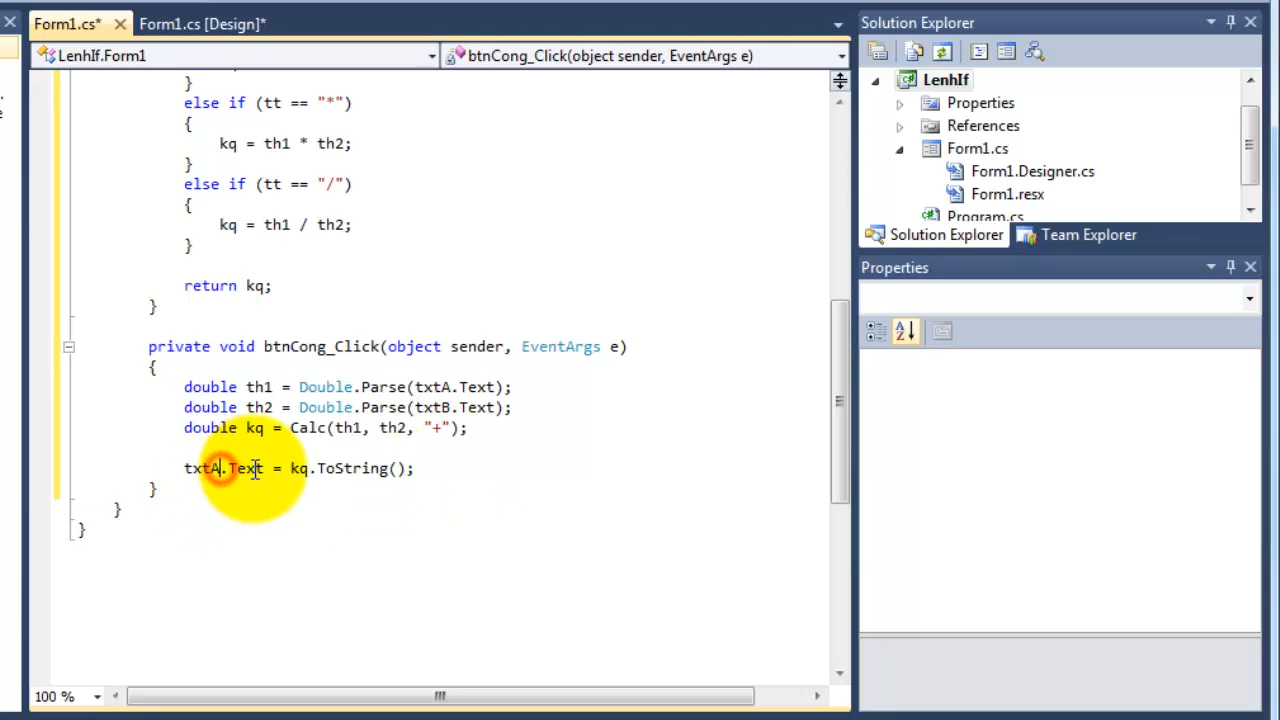 Form1.cs*
Form1.cs [Design]*
LenhIf.Form1
btnCong_Click(object sender, EventArgs e)
}
else if (tt == "*")
{
kq = th1 * th2;
}
else if (tt == "/")
{
kq = th1 / th2;
}
return kq;
}
private void btnCong_Click(object sender, EventArgs e)
{
double th1 = Double.Parse(txtA.Text);
double th2 = Double.Parse(txtB.Text);
double kq = Calc(th1, th2, "+");
txtA.Text = kq.ToString();
}
}
}
100 %
Solution Explorer
LenhIf
Properties
References
Form1.cs
Form1.Designer.cs
Form1.resx
Program.cs
Solution Explorer
Team Explorer
Properties